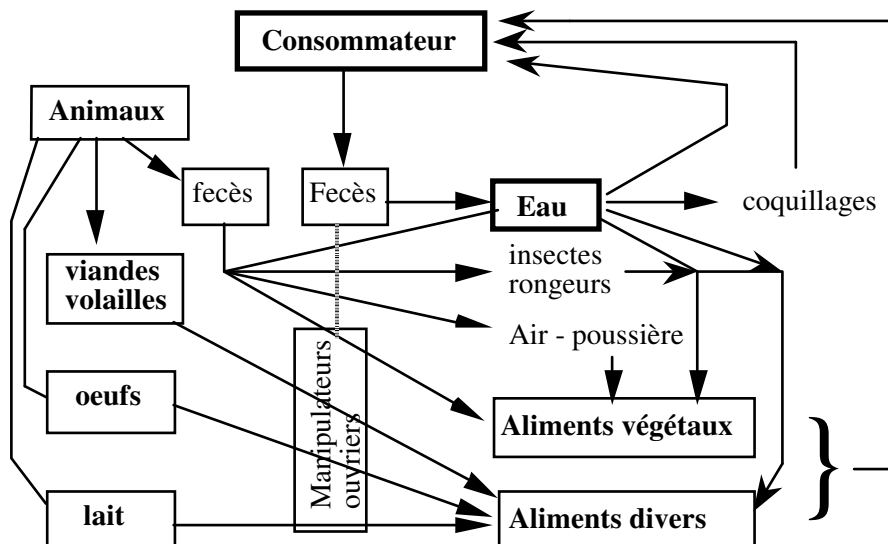 Consommateur
Animaux
fecès
Fecès
Eau
coquillages
viandes
volailles
insectes
rongeurs
Air - poussière
Manipulateurs
ouvriers
oeufs
Aliments végétaux
}
lait
Aliments divers